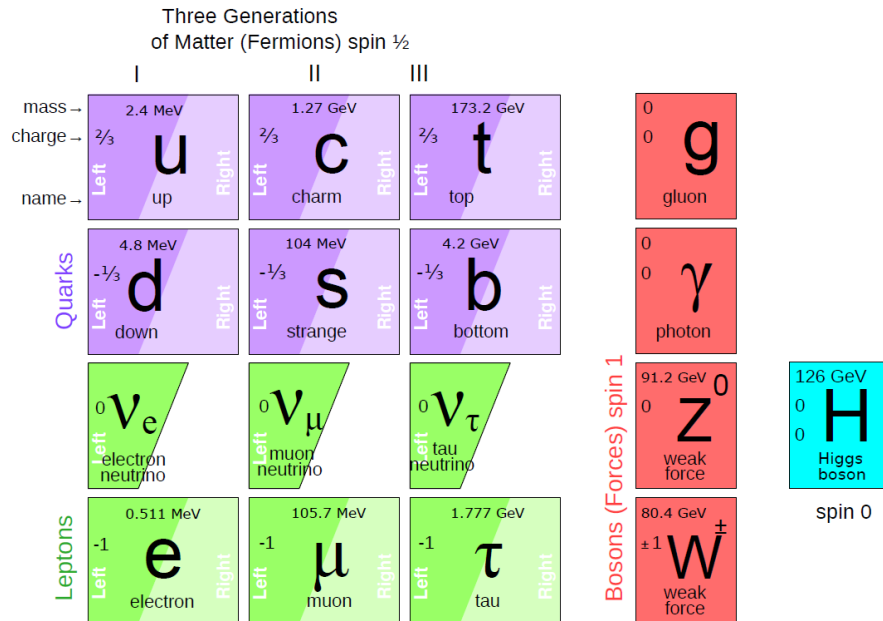 Three Generations
of Matter (Fermions) spin ½
I II III
mass→
charge→
name→
2.4 MeV
⅔
u
Left
Right
up
1.27 GeV
⅔
c
Left
Right
charm
173.2 GeV
⅔
t
Left
Right
top
0
0
g
gluon
Quarks
4.8 MeV
-⅓
d
Left
Right
down
104 MeV
-⅓
s
Left
Right
strange
4.2 GeV
-⅓
b
Left
Right
bottom
0
0
γ
photon
0
νe
Left
electron
neutrino
0
νμ
Left
muon
neutrino
0
ντ
Left
tau
neutrino
Bosons (Forces) spin 1
91.2 GeV
0
Z0
weak
force
126 GeV
0
0
H
Higgs
boson
spin 0
Leptons
0.511 MeV
-1
e
Left
Right
electron
105.7 MeV
-1
μ
Left
Right
muon
1.777 GeV
-1
τ
Left
Right
tau
80.4 GeV
±1
W±
weak
force